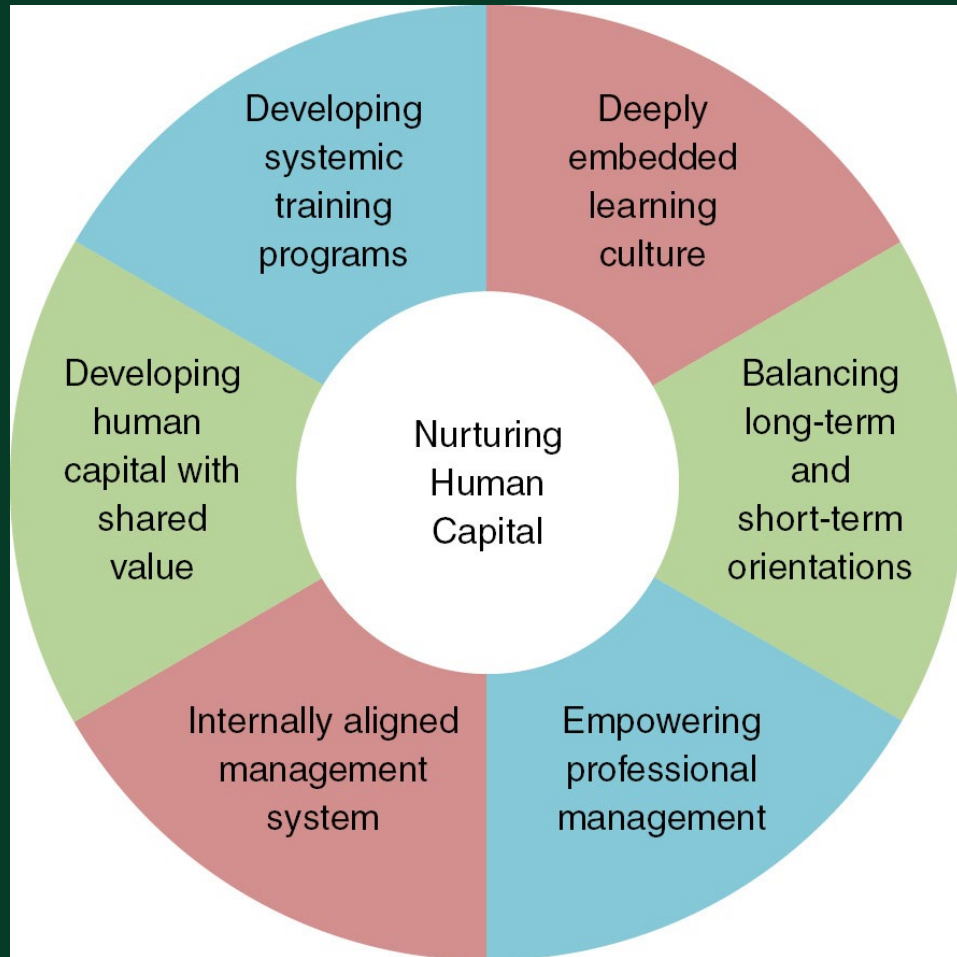 Developing
systemic
training
programs
Deeply
embedded
learning
culture
Balancing
long-term
and
short-term
orientations
Empowering
professional
management
Internally aligned
management
system
Developing
human
capital with
shared
value
Nurturing
Human
Capital